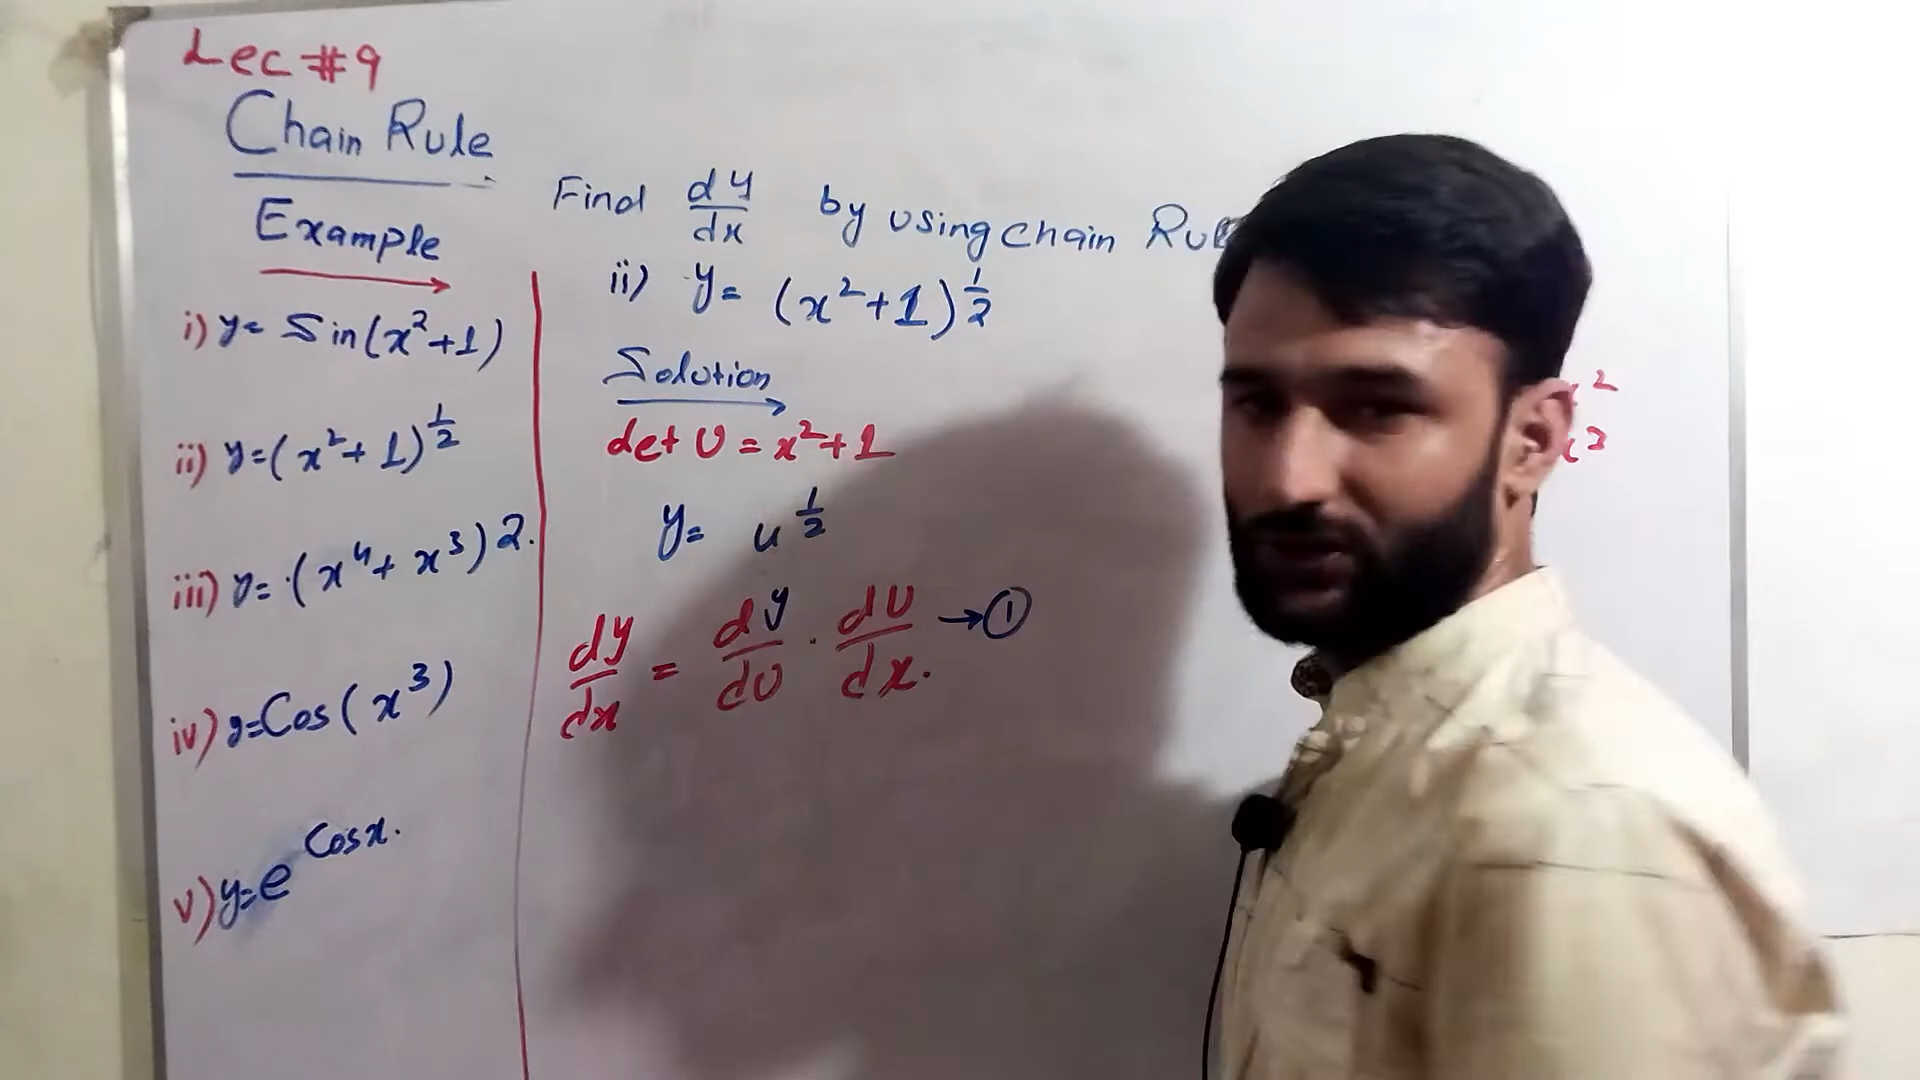 Lec #9
Chain Rule
Example
i) y= Sin(x²+1)
ii) y=(x²+1)^1/2
iii) y=(x⁴+x³)2.
iv) y=Cos(x³)
v) y=e^Cosx.
Find dy/dx by using chain Rule
ii) y= (x²+1)^1/2
Solution
Let U=x²+1
y= u^1/2
dy/dx = dy/dU . dU/dx. →①